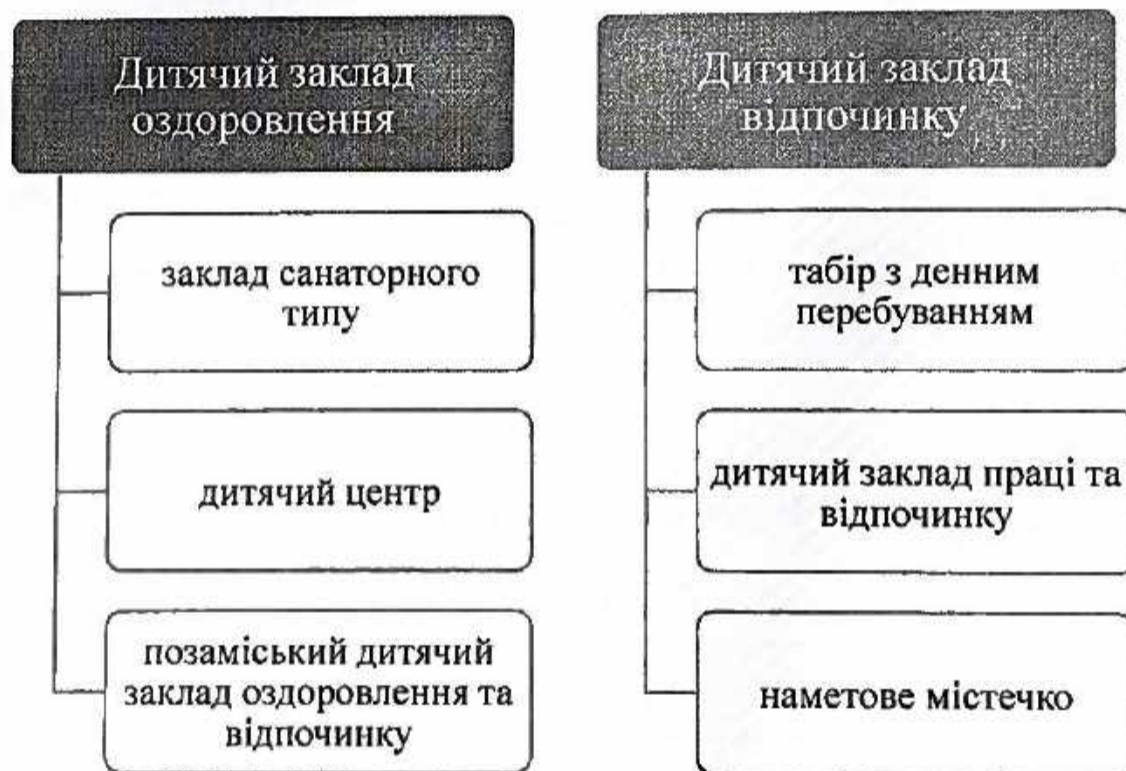 Дитячий заклад
оздоровлення
заклад санаторного
типу
дитячий центр
позаміський дитячий
заклад оздоровлення та
відпочинку
Дитячий заклад
відпочинку
табір з денним
перебуванням
дитячий заклад праці та
відпочинку
наметове містечко